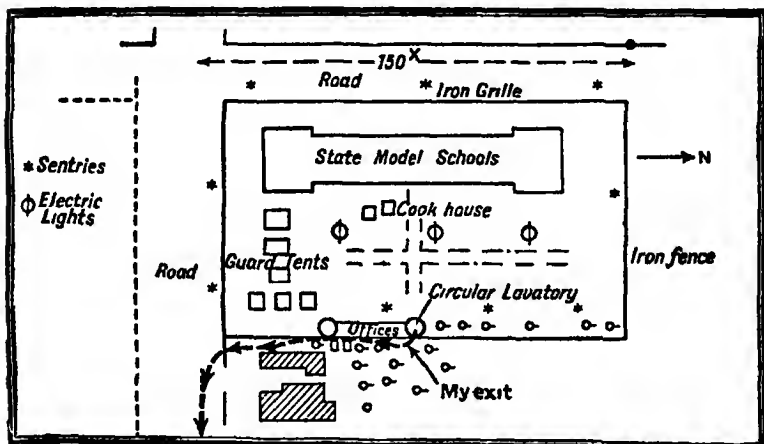 150ˣ
Road
Iron Grille
* Sentries
State Model Schools
N
Electric
Lights
Cook house
Road
Guard Tents
Iron fence
Circular Lavatory
Offices
My exit